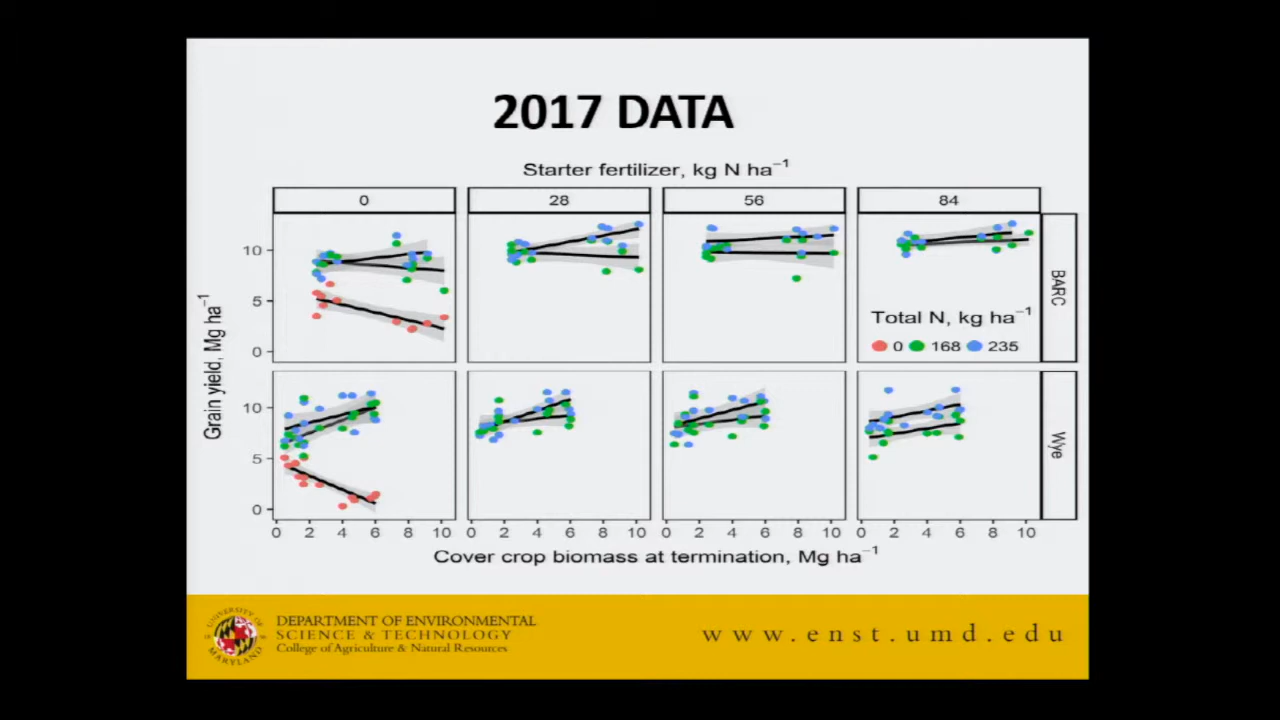 2017 DATA
Starter fertilizer, kg N ha⁻¹
0 28 56 84
10
5
0
BARC
Total N, kg ha⁻¹
0 168 235
Grain yield, Mg ha⁻¹
10
5
0
Wye
0 2 4 6 8 10 0 2 4 6 8 10 0 2 4 6 8 10 0 2 4 6 8 10
Cover crop biomass at termination, Mg ha⁻¹
UNIVERSITY OF
MARYLAND
DEPARTMENT OF ENVIRONMENTAL
SCIENCE & TECHNOLOGY
College of Agriculture & Natural Resources
www.enst.umd.edu